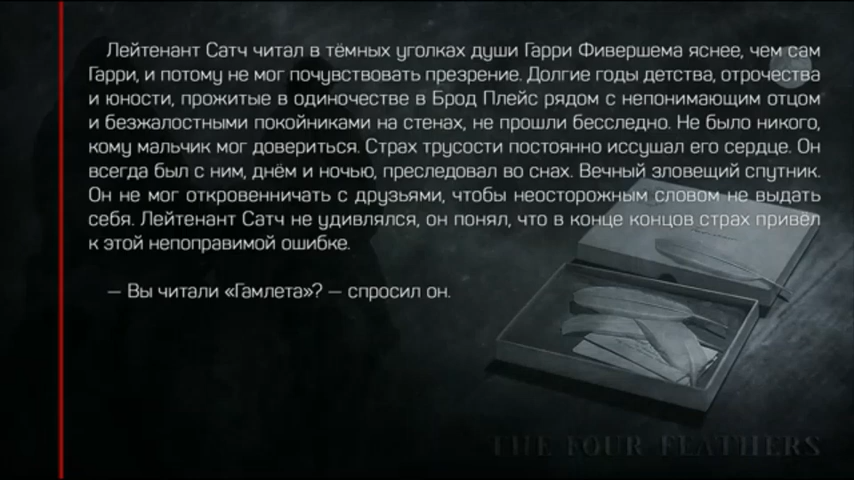 Лейтенант Сатч читал в тёмных уголках души Гарри Фивершема яснее, чем сам
Гарри, и потому не мог почувствовать презрение. Долгие годы детства, отрочества
и юности, прожитые в одиночестве в Брод Плейс рядом с непонимающим отцом
и безжалостными покойниками на стенах, не прошли бесследно. Не было никого,
кому мальчик мог довериться. Страх трусости постоянно иссушал его сердце. Он
всегда был с ним, днём и ночью, преследовал во снах. Вечный зловещий спутник.
Он не мог откровенничать с друзьями, чтобы неосторожным словом не выдать
себя. Лейтенант Сатч не удивлялся, он понял, что в конце концов страх привёл
к этой непоправимой ошибке.
— Вы читали «Гамлета»? — спросил он.
THE FOUR FEATHERS